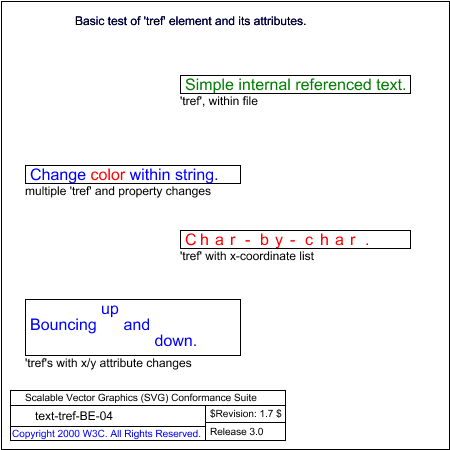 Basic test of 'tref' element and its attributes.
Simple internal referenced text.
'tref', within file
Change color within string.
multiple 'tref' and property changes
Char-by-char.
'tref' with x-coordinate list
up
Bouncing and
down.
'tref's with x/y attribute changes
Scalable Vector Graphics (SVG) Conformance Suite
text-tref-BE-04
$Revision: 1.7 $
Copyright 2000 W3C. All Rights Reserved.
Release 3.0